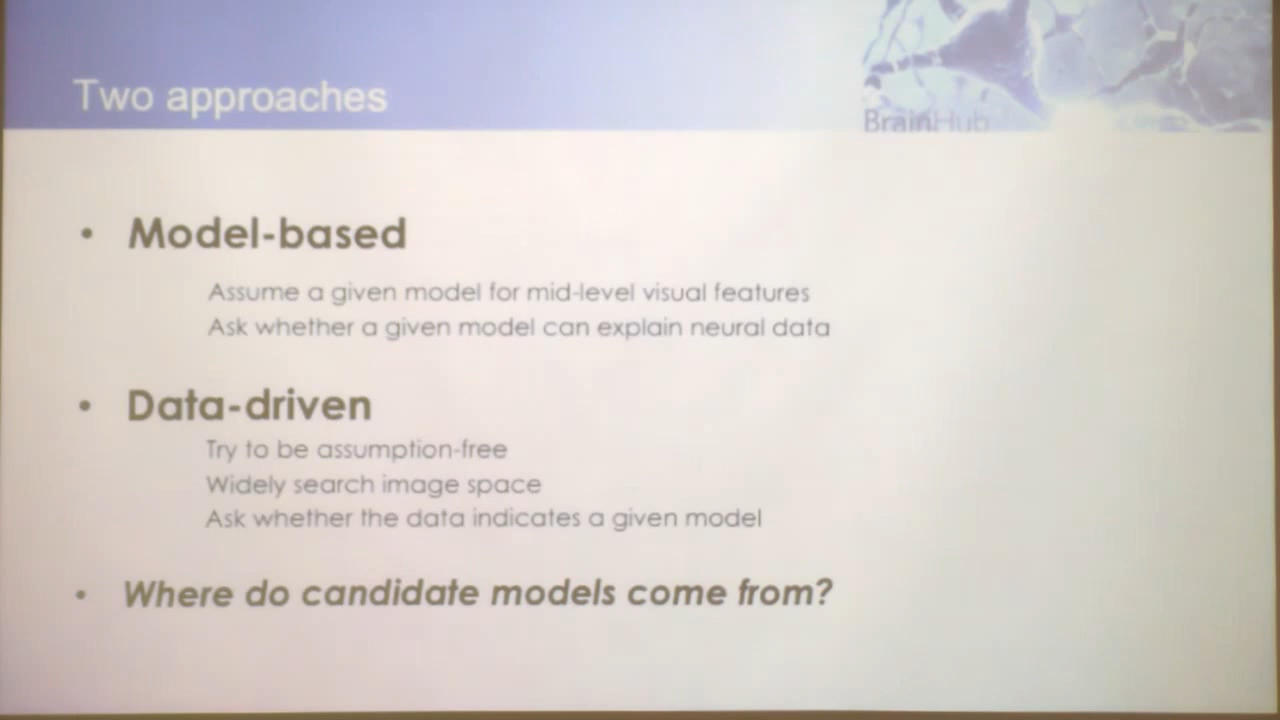 Two approaches
BrainHub
• Model-based
Assume a given model for mid-level visual features
Ask whether a given model can explain neural data
• Data-driven
Try to be assumption-free
Widely search image space
Ask whether the data indicates a given model
• Where do candidate models come from?